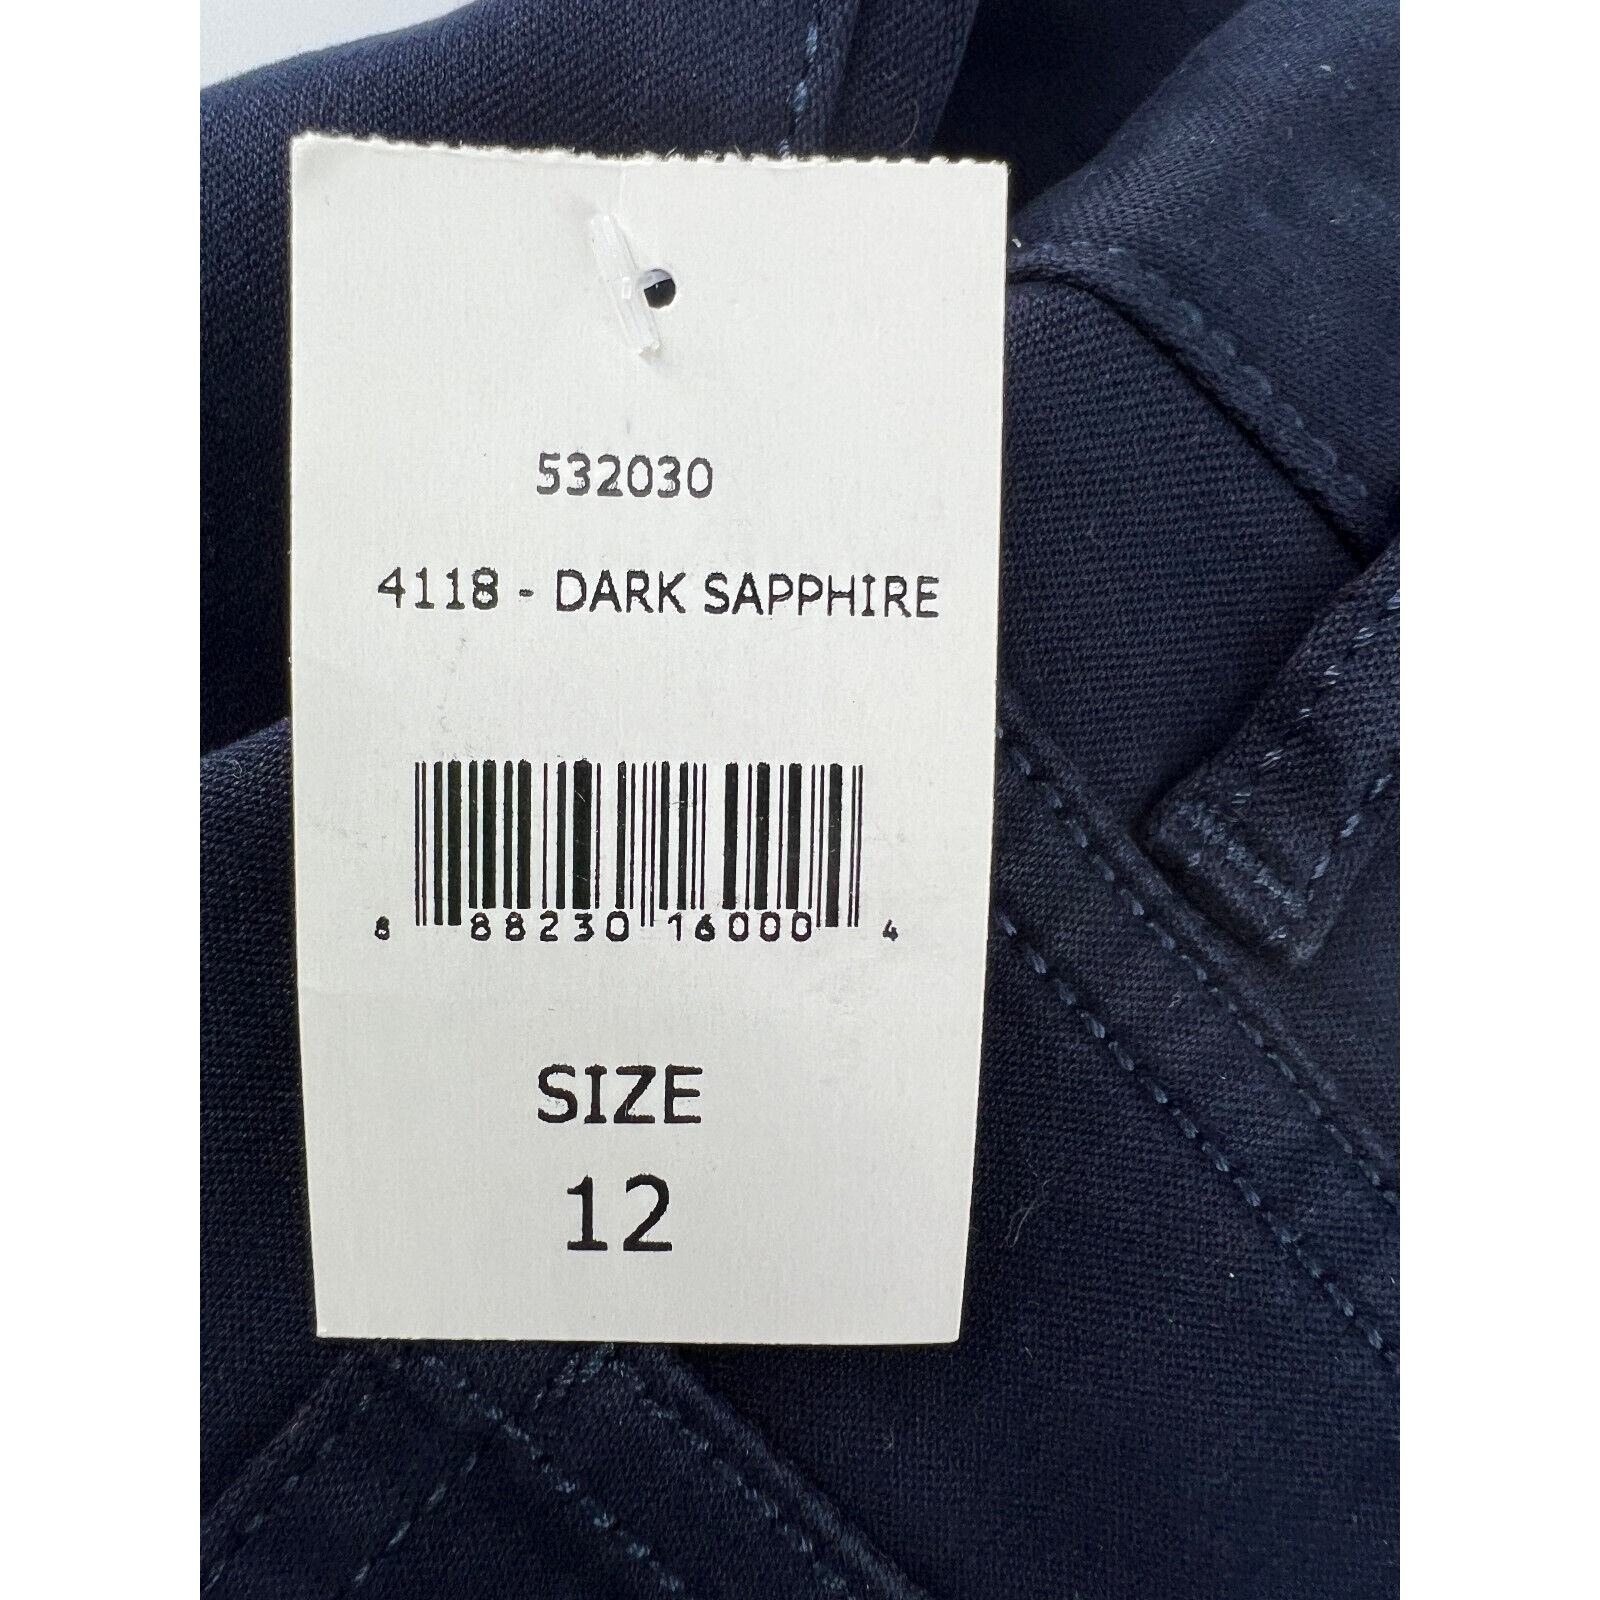 532030
4118 - DARK SAPPHIRE
8 88230 16000 4
SIZE
12